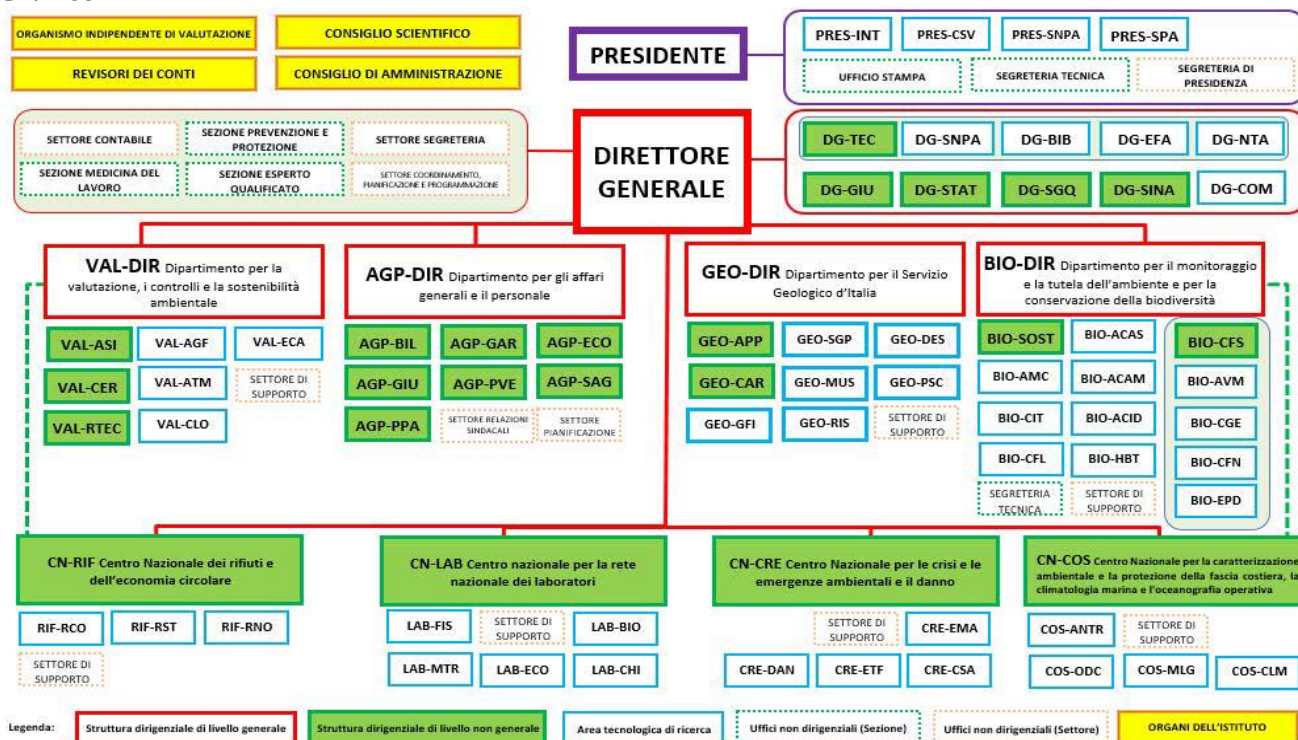 ORGANISMO INDIPENDENTE DI VALUTAZIONE
CONSIGLIO SCIENTIFICO
REVISORI DEI CONTI
CONSIGLIO DI AMMINISTRAZIONE
PRESIDENTE
PRES-INT
PRES-CSV
PRES-SNPA
PRES-SPA
UFFICIO STAMPA
SEGRETERIA TECNICA
SEGRETERIA DI
PRESIDENZA
SETTORE CONTABILE
SEZIONE PREVENZIONE E
PROTEZIONE
SETTORE SEGRETERIA
SEZIONE MEDICINA DEL
LAVORO
SEZIONE ESPERTO
QUALIFICATO
SETTORE COORDINAMENTO,
PIANIFICAZIONE E PROGRAMMAZIONE
DIRETTORE
GENERALE
DG-TEC
DG-SNPA
DG-BIB
DG-EFA
DG-NTA
DG-GIU
DG-STAT
DG-SGQ
DG-SINA
DG-COM
VAL-DIR Dipartimento per la
valutazione, i controlli e la sostenibilità
ambientale
VAL-ASI
VAL-AGF
VAL-ECA
VAL-CER
VAL-ATM
SETTORE DI
SUPPORTO
VAL-RTEC
VAL-CLO
AGP-DIR Dipartimento per gli affari
generali e il personale
AGP-BIL
AGP-GAR
AGP-ECO
AGP-GIU
AGP-PVE
AGP-SAG
AGP-PPA
SETTORE RELAZIONI
SINDACALI
SETTORE
PIANIFICAZIONE
GEO-DIR Dipartimento per il Servizio
Geologico d'Italia
GEO-APP
GEO-SGP
GEO-DES
GEO-CAR
GEO-MUS
GEO-PSC
GEO-GFI
GEO-RIS
SETTORE DI
SUPPORTO
BIO-DIR Dipartimento per il monitoraggio
e la tutela dell'ambiente e per la
conservazione della biodiversità
BIO-SOST
BIO-ACAS
BIO-CFS
BIO-AMC
BIO-ACAM
BIO-AVM
BIO-CIT
BIO-ACID
BIO-CGE
BIO-CFL
BIO-HBT
BIO-CFN
SEGRETERIA
TECNICA
SETTORE DI
SUPPORTO
BIO-EPD
CN-RIF Centro Nazionale dei rifiuti e
dell'economia circolare
RIF-RCO
RIF-RST
RIF-RNO
SETTORE DI
SUPPORTO
CN-LAB Centro nazionale per la rete
nazionale dei laboratori
LAB-FIS
SETTORE DI
SUPPORTO
LAB-BIO
LAB-MTR
LAB-ECO
LAB-CHI
CN-CRE Centro Nazionale per le crisi e le
emergenze ambientali e il danno
SETTORE DI
SUPPORTO
CRE-EMA
CRE-DAN
CRE-ETF
CRE-CSA
CN-COS Centro Nazionale per la caratterizzazione
ambientale e la protezione della fascia costiera, la
climatologia marina e l'oceanografia operativa
COS-ANTR
SETTORE DI
SUPPORTO
COS-ODC
COS-MLG
COS-CLM
Legenda:
Struttura dirigenziale di livello generale
Struttura dirigenziale di livello non generale
Area tecnologica di ricerca
Uffici non dirigenziali (Sezione)
Uffici non dirigenziali (Settore)
ORGANI DELL'ISTITUTO